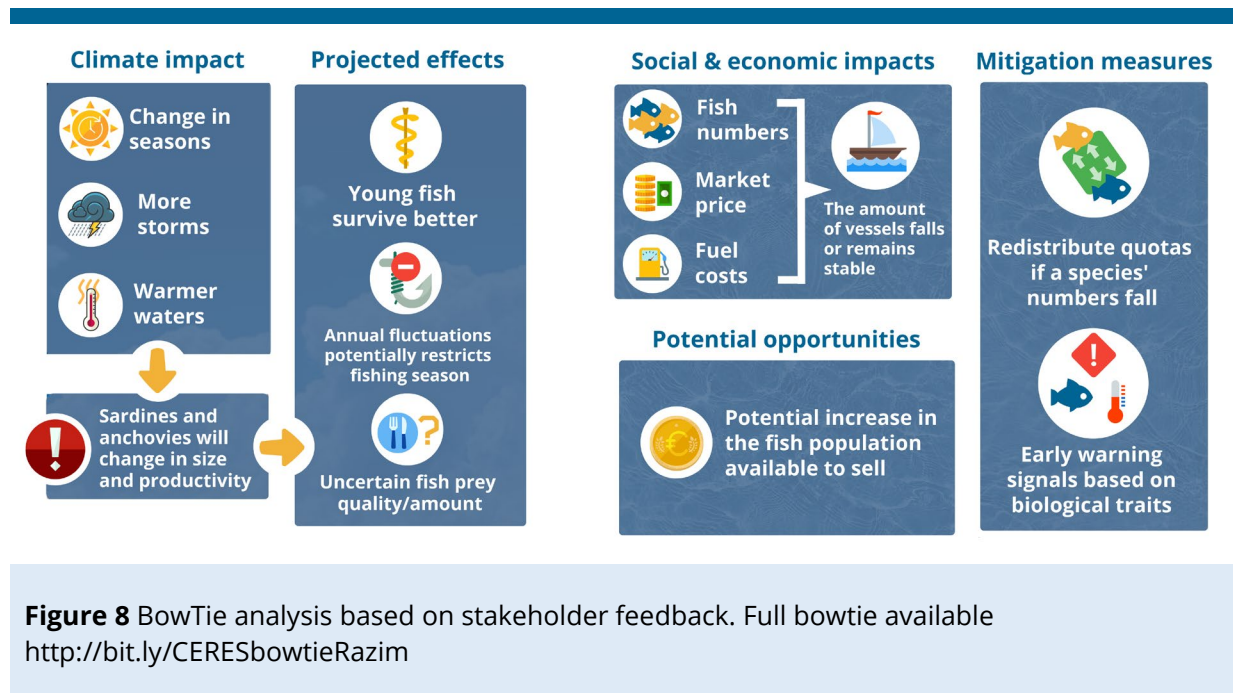 Climate impact
Change in
seasons
More
storms
Warmer
waters
Sardines and
anchovies will
change in size
and productivity
Projected effects
Young fish
survive better
Annual fluctuations
potentially restricts
fishing season
Uncertain fish prey
quality/amount
Social & economic impacts
Fish
numbers
Market
price
Fuel
costs
The amount
of vessels falls
or remains
stable
Potential opportunities
Potential increase in
the fish population
available to sell
Mitigation measures
Redistribute quotas
if a species'
numbers fall
Early warning
signals based on
biological traits
Figure 8 BowTie analysis based on stakeholder feedback. Full bowtie available
http://bit.ly/CERESbowtieRazim